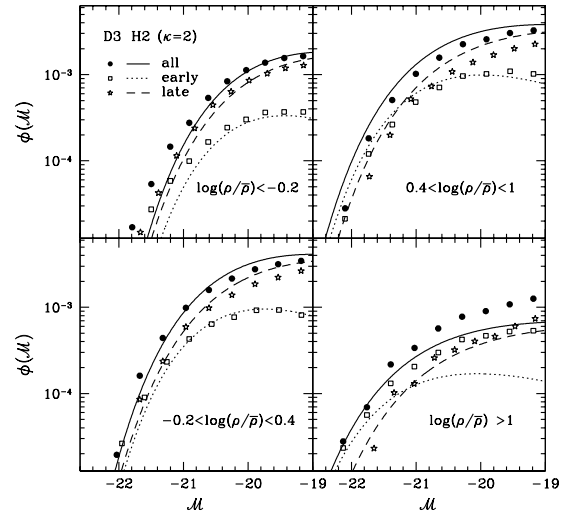 D3 H2 (κ=2)
all
early
late
log(ρ/ρ̅)<−0.2
0.4<log(ρ/ρ̅)<1
−0.2<log(ρ/ρ̅)<0.4
log(ρ/ρ̅) >1
10⁻³
10⁻⁴
ϕ(ℳ)
10⁻³
10⁻⁴
ϕ(ℳ)
−22 −21 −20 −19
−22 −21 −20 −19
ℳ ℳ